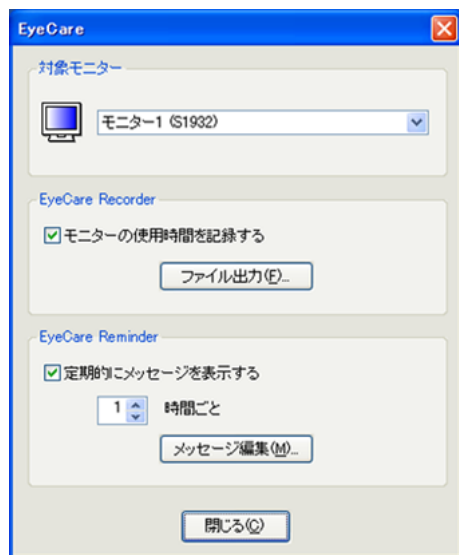 EyeCare
対象モニター
モニター1 (S1932)
EyeCare Recorder
モニターの使用時間を記録する
ファイル出力(F)...
EyeCare Reminder
定期的にメッセージを表示する
1 時間ごと
メッセージ編集(M)...
閉じる(C)